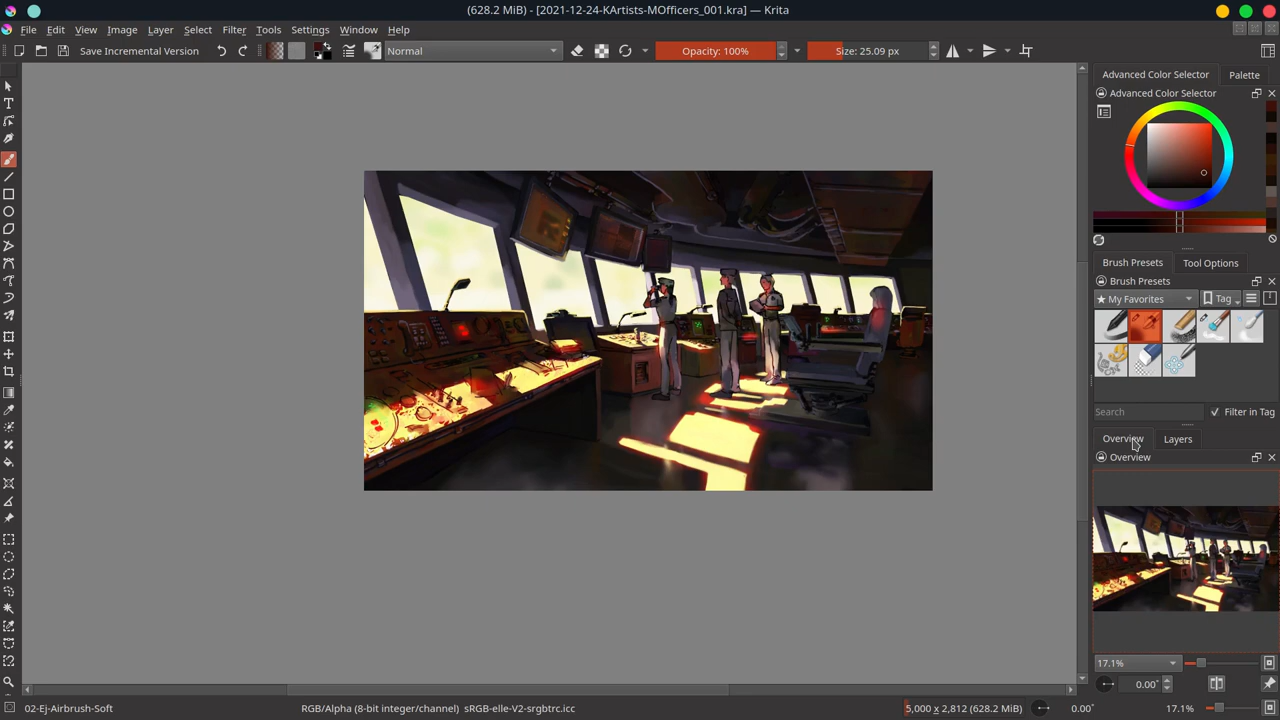 (628.2 MiB) - [2021-12-24-KArtists-MOfficers_001.kra] — Krita
File Edit View Image Filter Layer Select Tools Settings Window Help
Save Incremental Version Normal Opacity: 100% Size: 25.09 px
Advanced Color Selector Palette
Advanced Color Selector
Brush Presets Tool Options
Brush Presets
★ My Favorites Tag
Search Filter in Tag
Overview Layers
Overview
17.1%
0.00°
02-Ej-Airbrush-Soft RGB/Alpha (8-bit integer/channel) sRGB-elle-V2-srgbtrc.icc 5,000 x 2,812 (628.2 MiB) 0.00° 17.1%